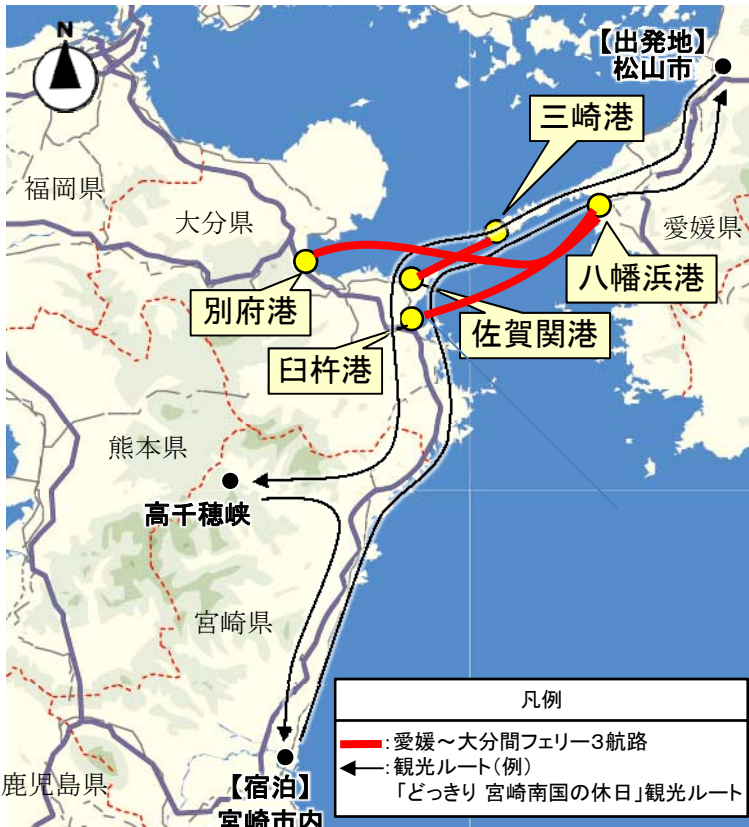 N
【出発地】
松山市
三崎港
福岡県
大分県
愛媛県
八幡浜港
別府港
佐賀関港
臼杵港
熊本県
高千穂峡
宮崎県
凡例
:愛媛~大分間フェリー3航路
:観光ルート(例)
「どっきり 宮崎南国の休日」観光ルート
鹿児島県
【宿泊】
宮崎市内